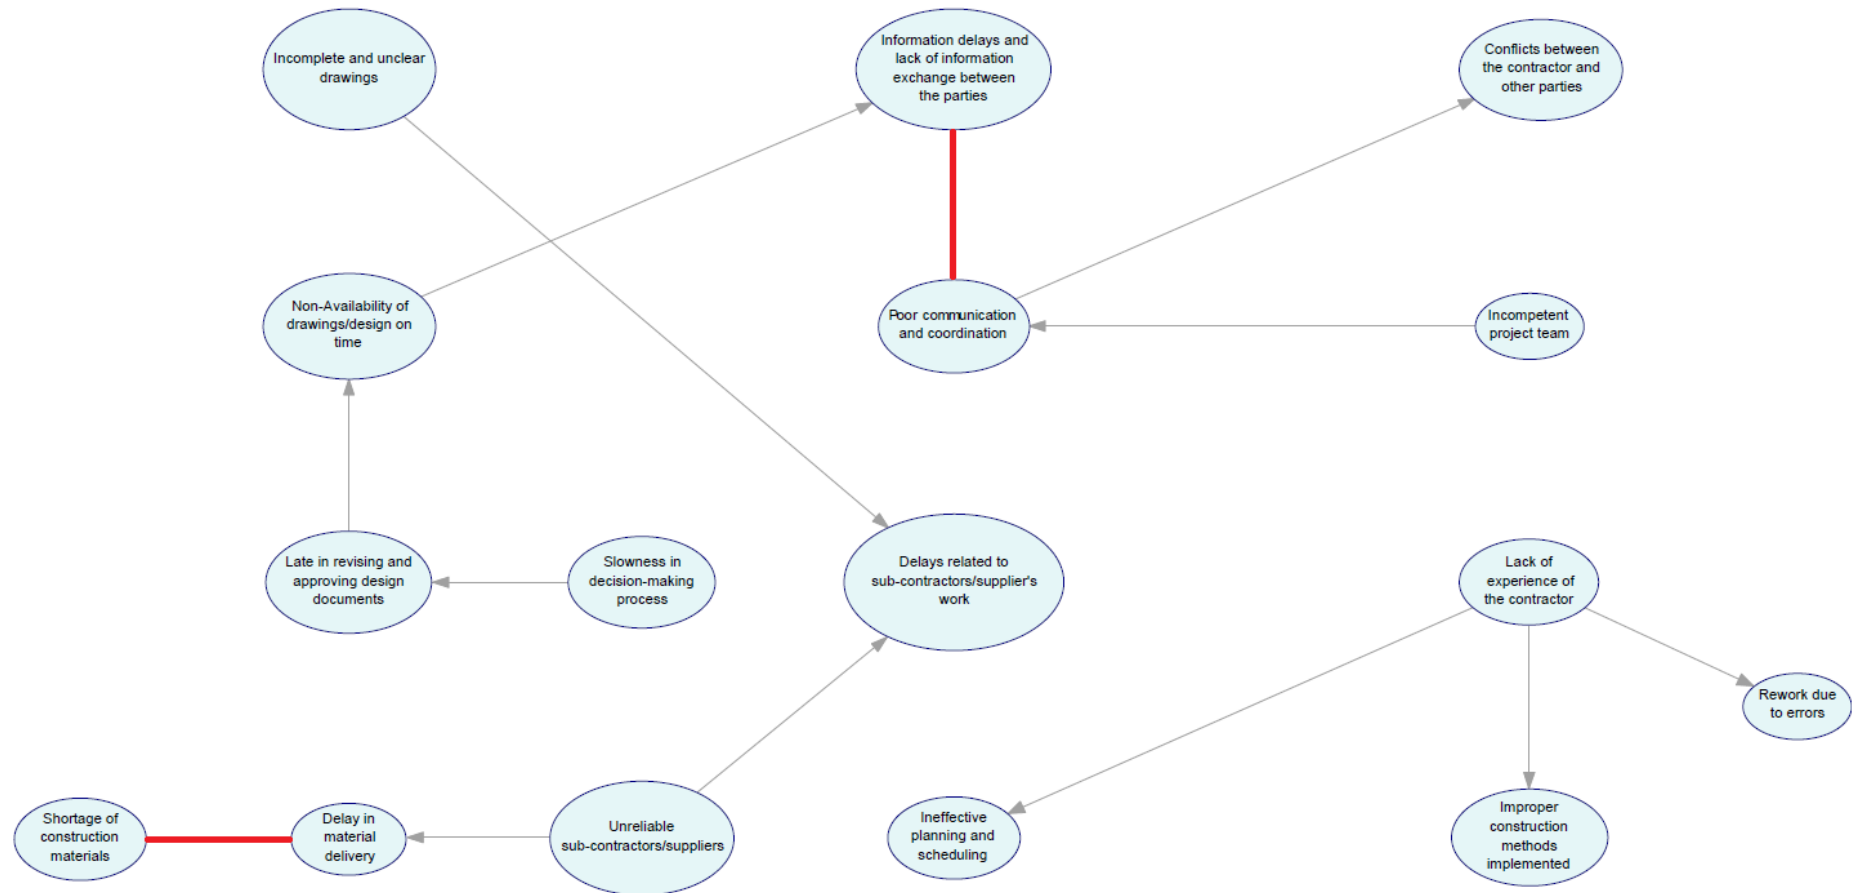 Incomplete and unclear
drawings
Information delays and
lack of information
exchange between
the parties
Conflicts between
the contractor and
other parties
Non-Availability of
drawings/design on
time
Poor communication
and coordination
Incompetent
project team
Late in revising and
approving design
documents
Slowness in
decision-making
process
Delays related to
sub-contractors/supplier's
work
Lack of
experience of
the contractor
Rework due
to errors
Shortage of
construction
materials
Delay in
material
delivery
Unreliable
sub-contractors/suppliers
Ineffective
planning and
scheduling
Improper
construction
methods
implemented